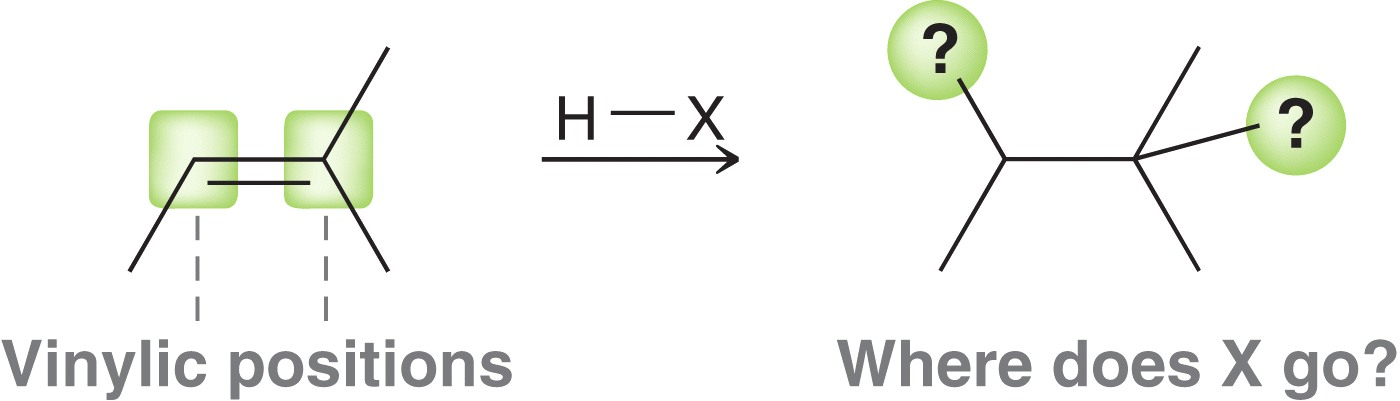 ?
H — X
?
Vinylic positions
Where does X go?